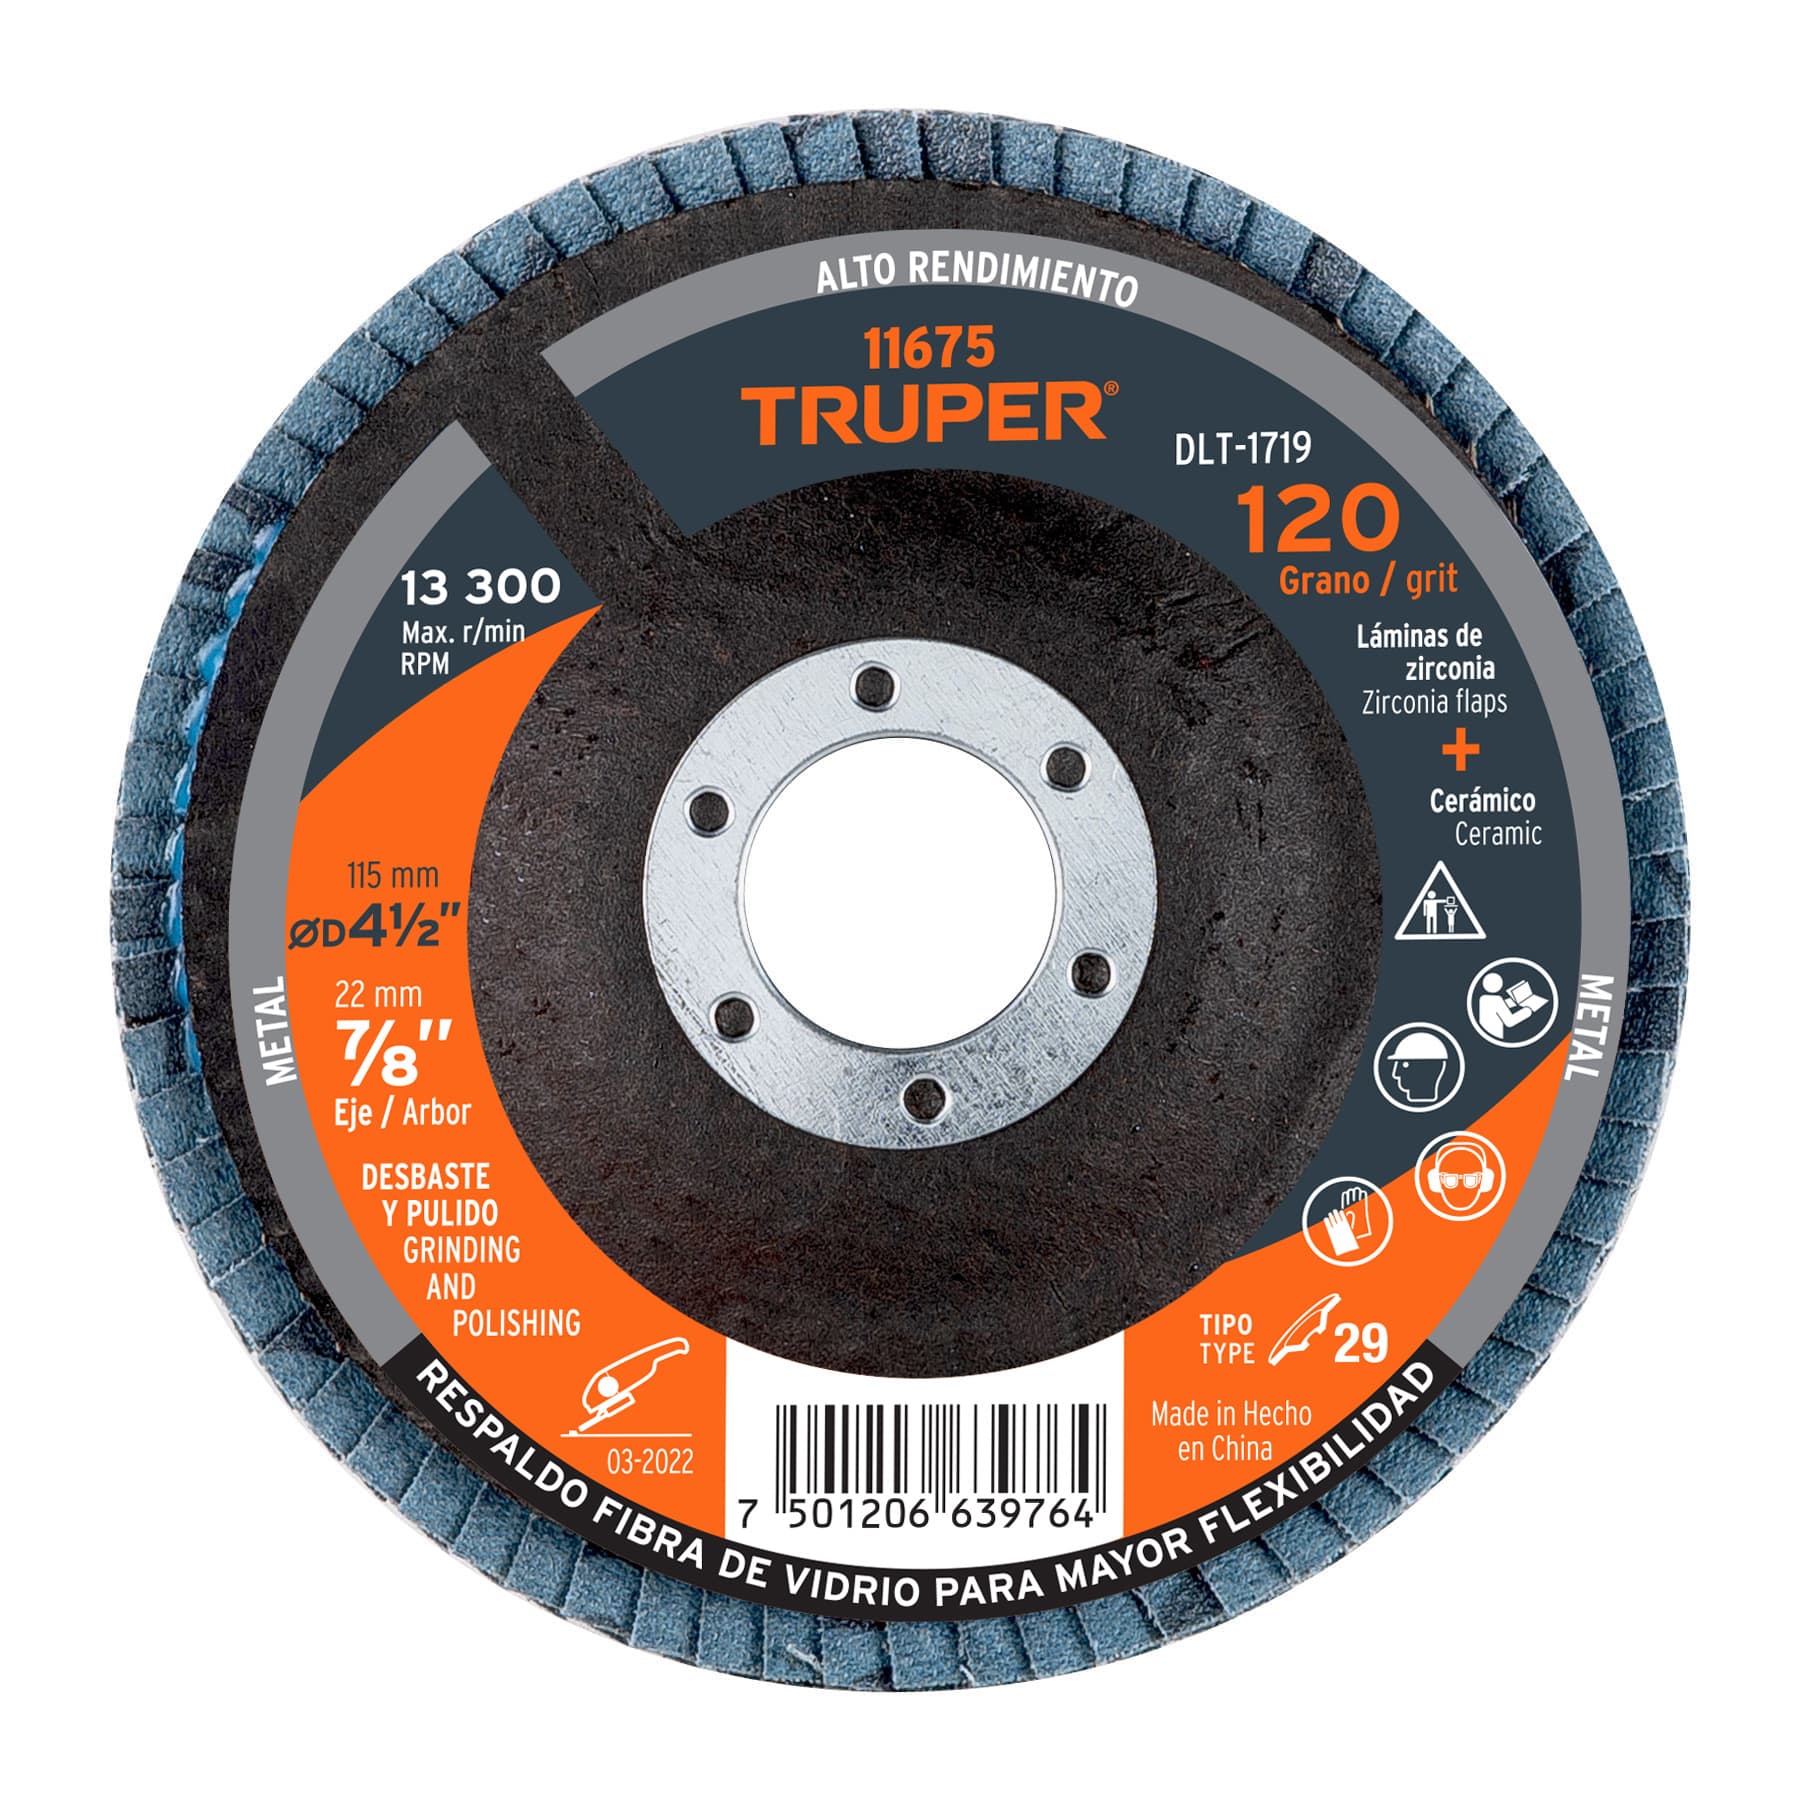 ALTO RENDIMIENTO
11675
TRUPER®
DLT-1719
120
Grano / grit
Láminas de
zirconia
Zirconia flaps
+
Cerámico
Ceramic
13 300
Max. r/min
RPM
115 mm
øD4½"
22 mm
⅞"
Eje / Arbor
METAL
METAL
DESBASTE
Y PULIDO
GRINDING
AND
POLISHING
03-2022
TIPO
TYPE
29
Made in Hecho
en China
7 501206 639764
RESPALDO FIBRA DE VIDRIO PARA MAYOR FLEXIBILIDAD